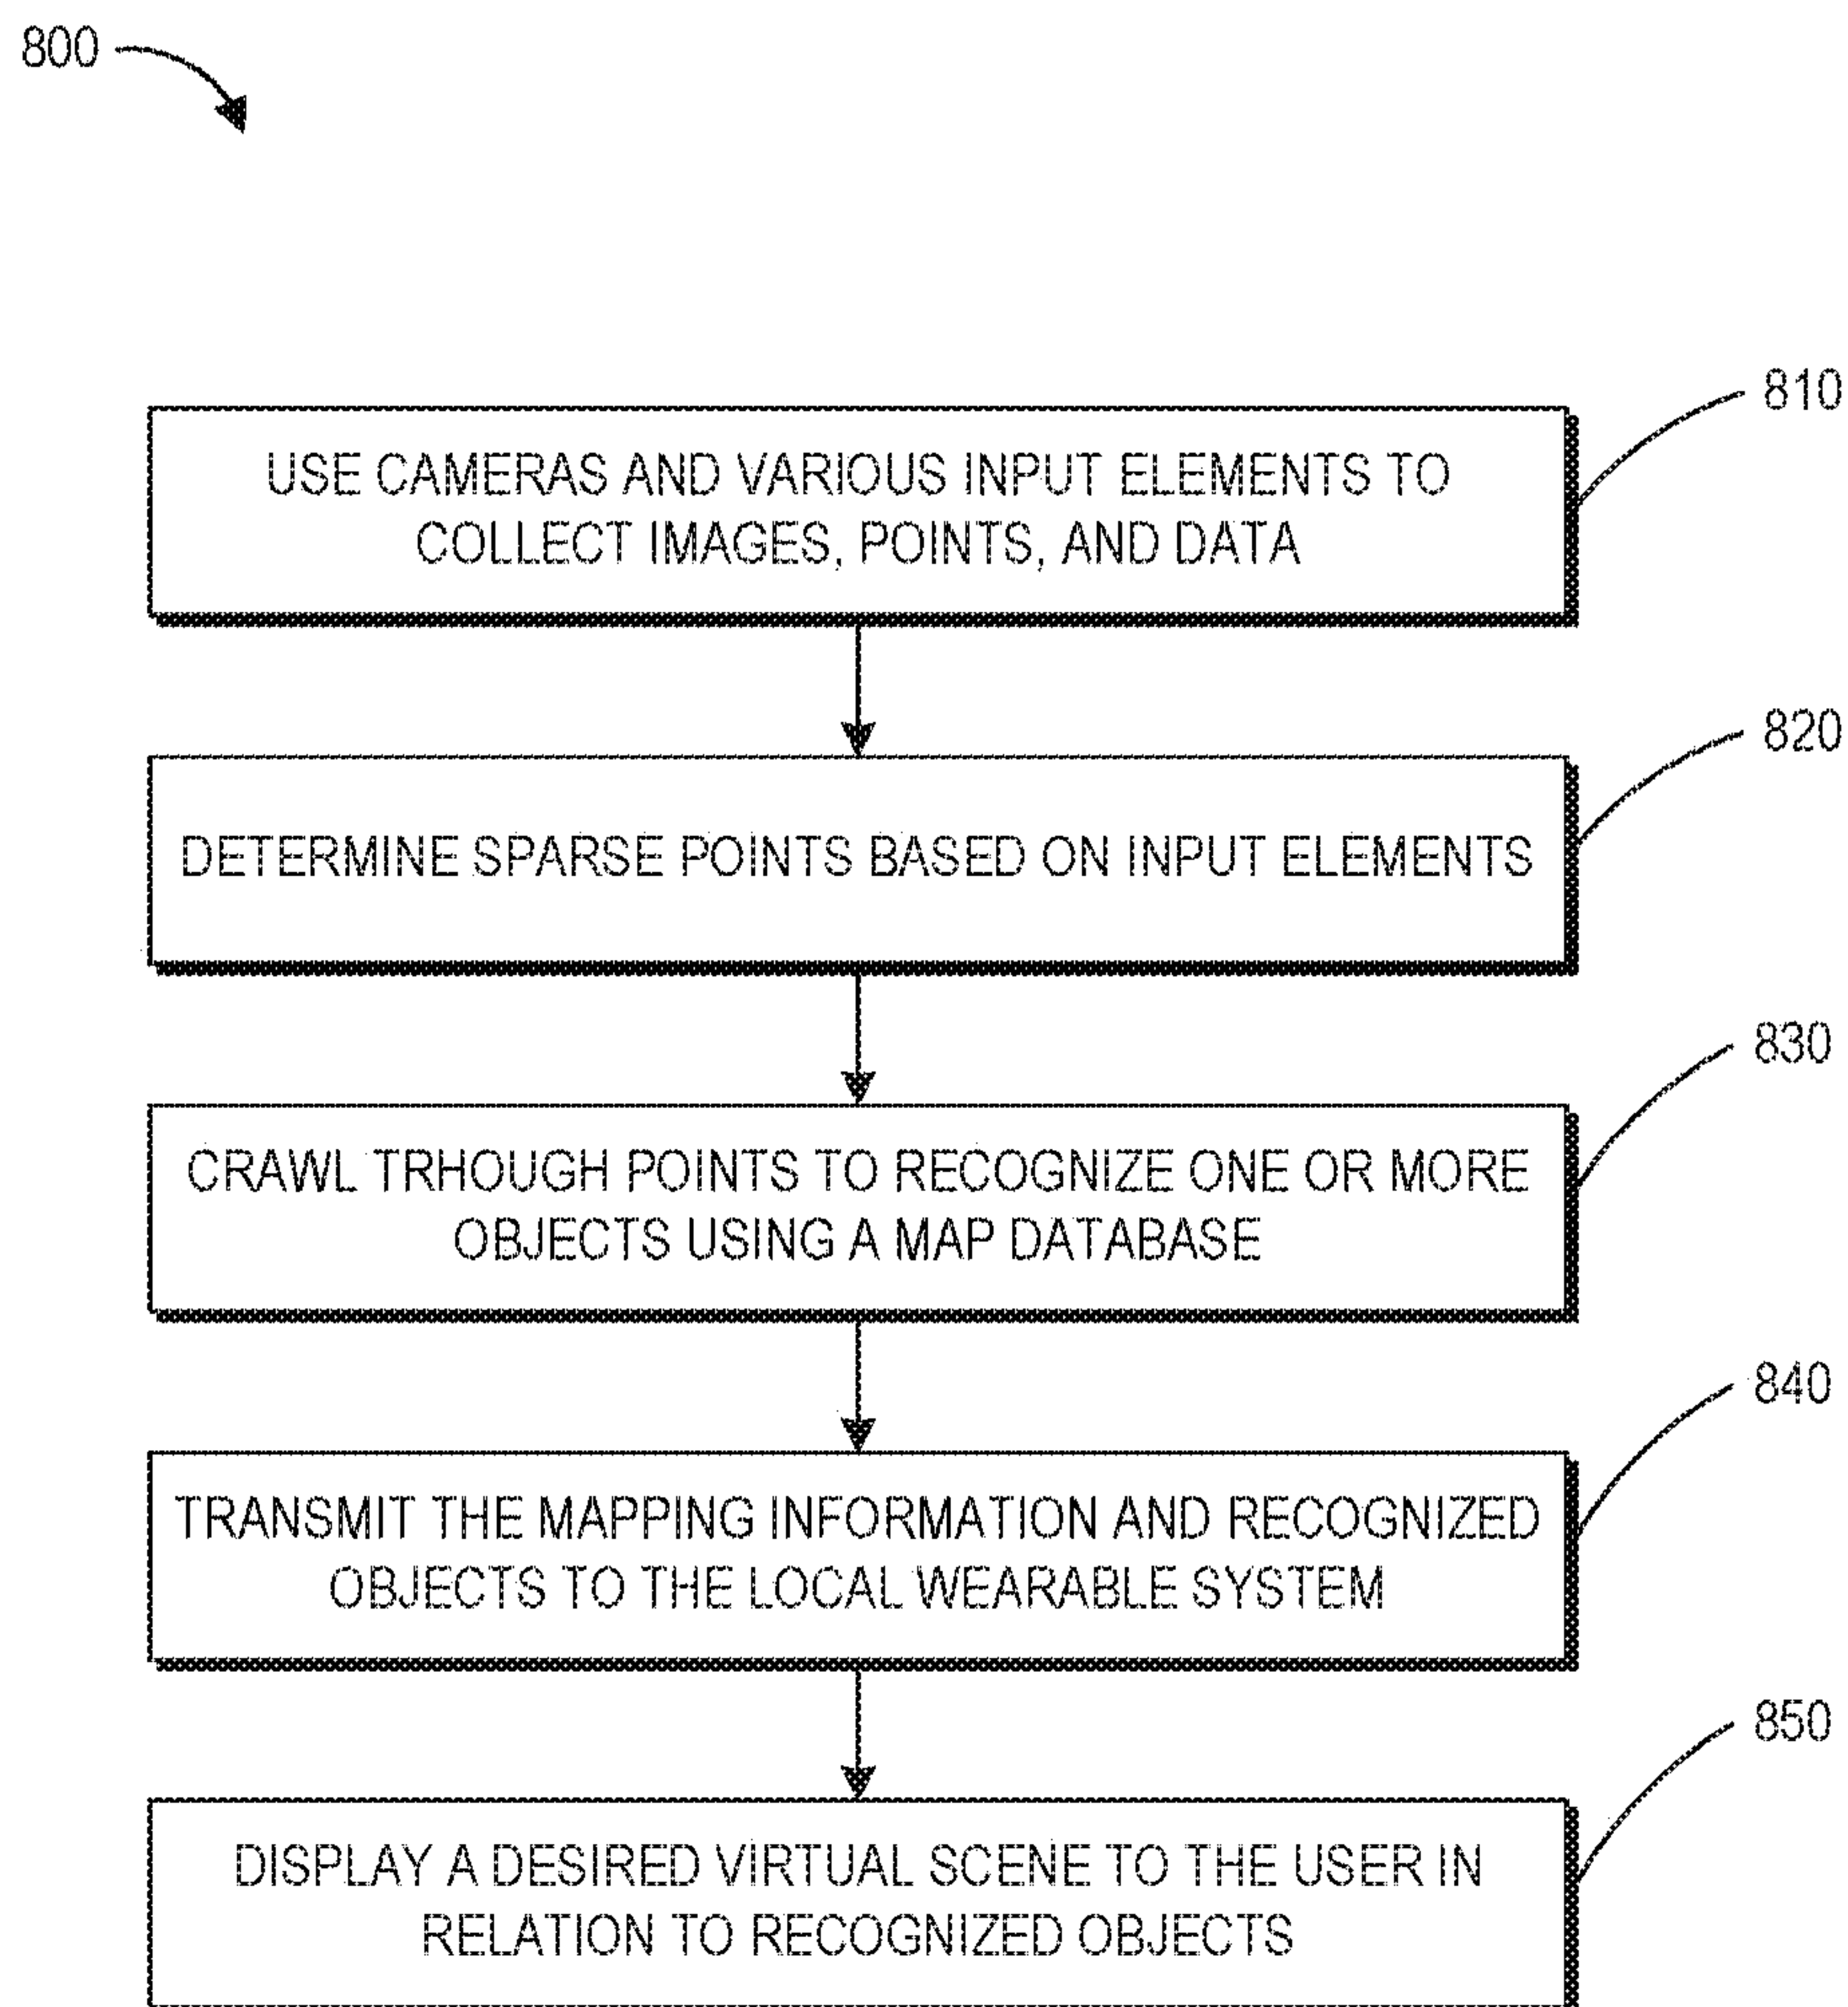 800
810
USE CAMERAS AND VARIOUS INPUT ELEMENTS TO
COLLECT IMAGES, POINTS, AND DATA
820
DETERMINE SPARSE POINTS BASED ON INPUT ELEMENTS
830
CRAWL TRHOUGH POINTS TO RECOGNIZE ONE OR MORE
OBJECTS USING A MAP DATABASE
840
TRANSMIT THE MAPPING INFORMATION AND RECOGNIZED
OBJECTS TO THE LOCAL WEARABLE SYSTEM
850
DISPLAY A DESIRED VIRTUAL SCENE TO THE USER IN
RELATION TO RECOGNIZED OBJECTS